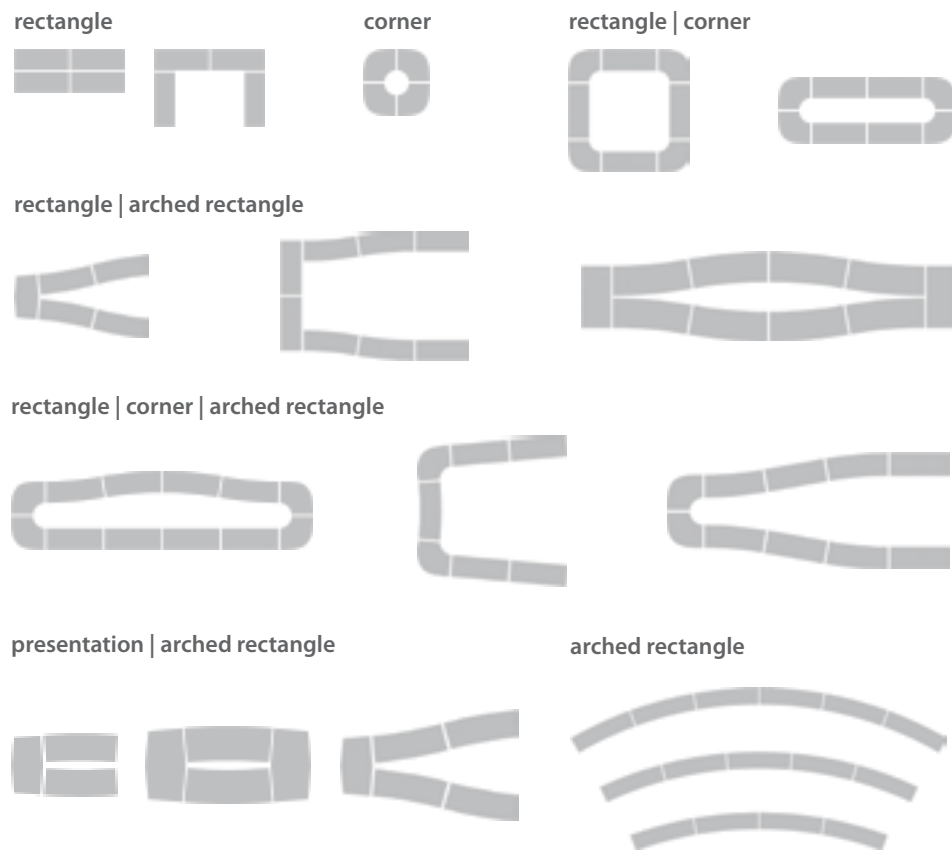 rectangle
corner
rectangle | corner
rectangle | arched rectangle
rectangle | corner | arched rectangle
presentation | arched rectangle
arched rectangle